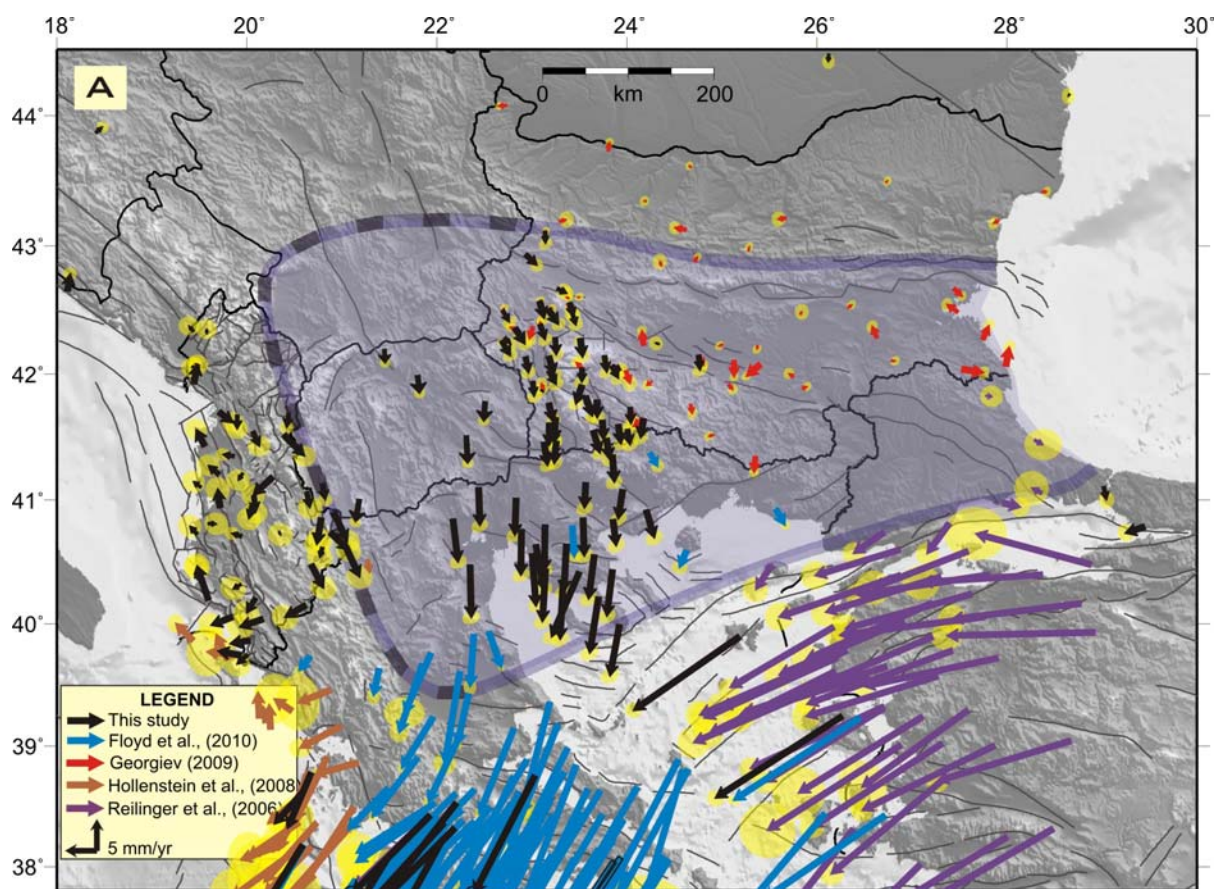 18° 20° 22° 24° 26° 28° 30°
A
0 km 200
44°
43°
42°
41°
40°
39°
38°
LEGEND
This study
Floyd et al., (2010)
Georgiev (2009)
Hollenstein et al., (2008)
Reilinger et al., (2006)
5 mm/yr